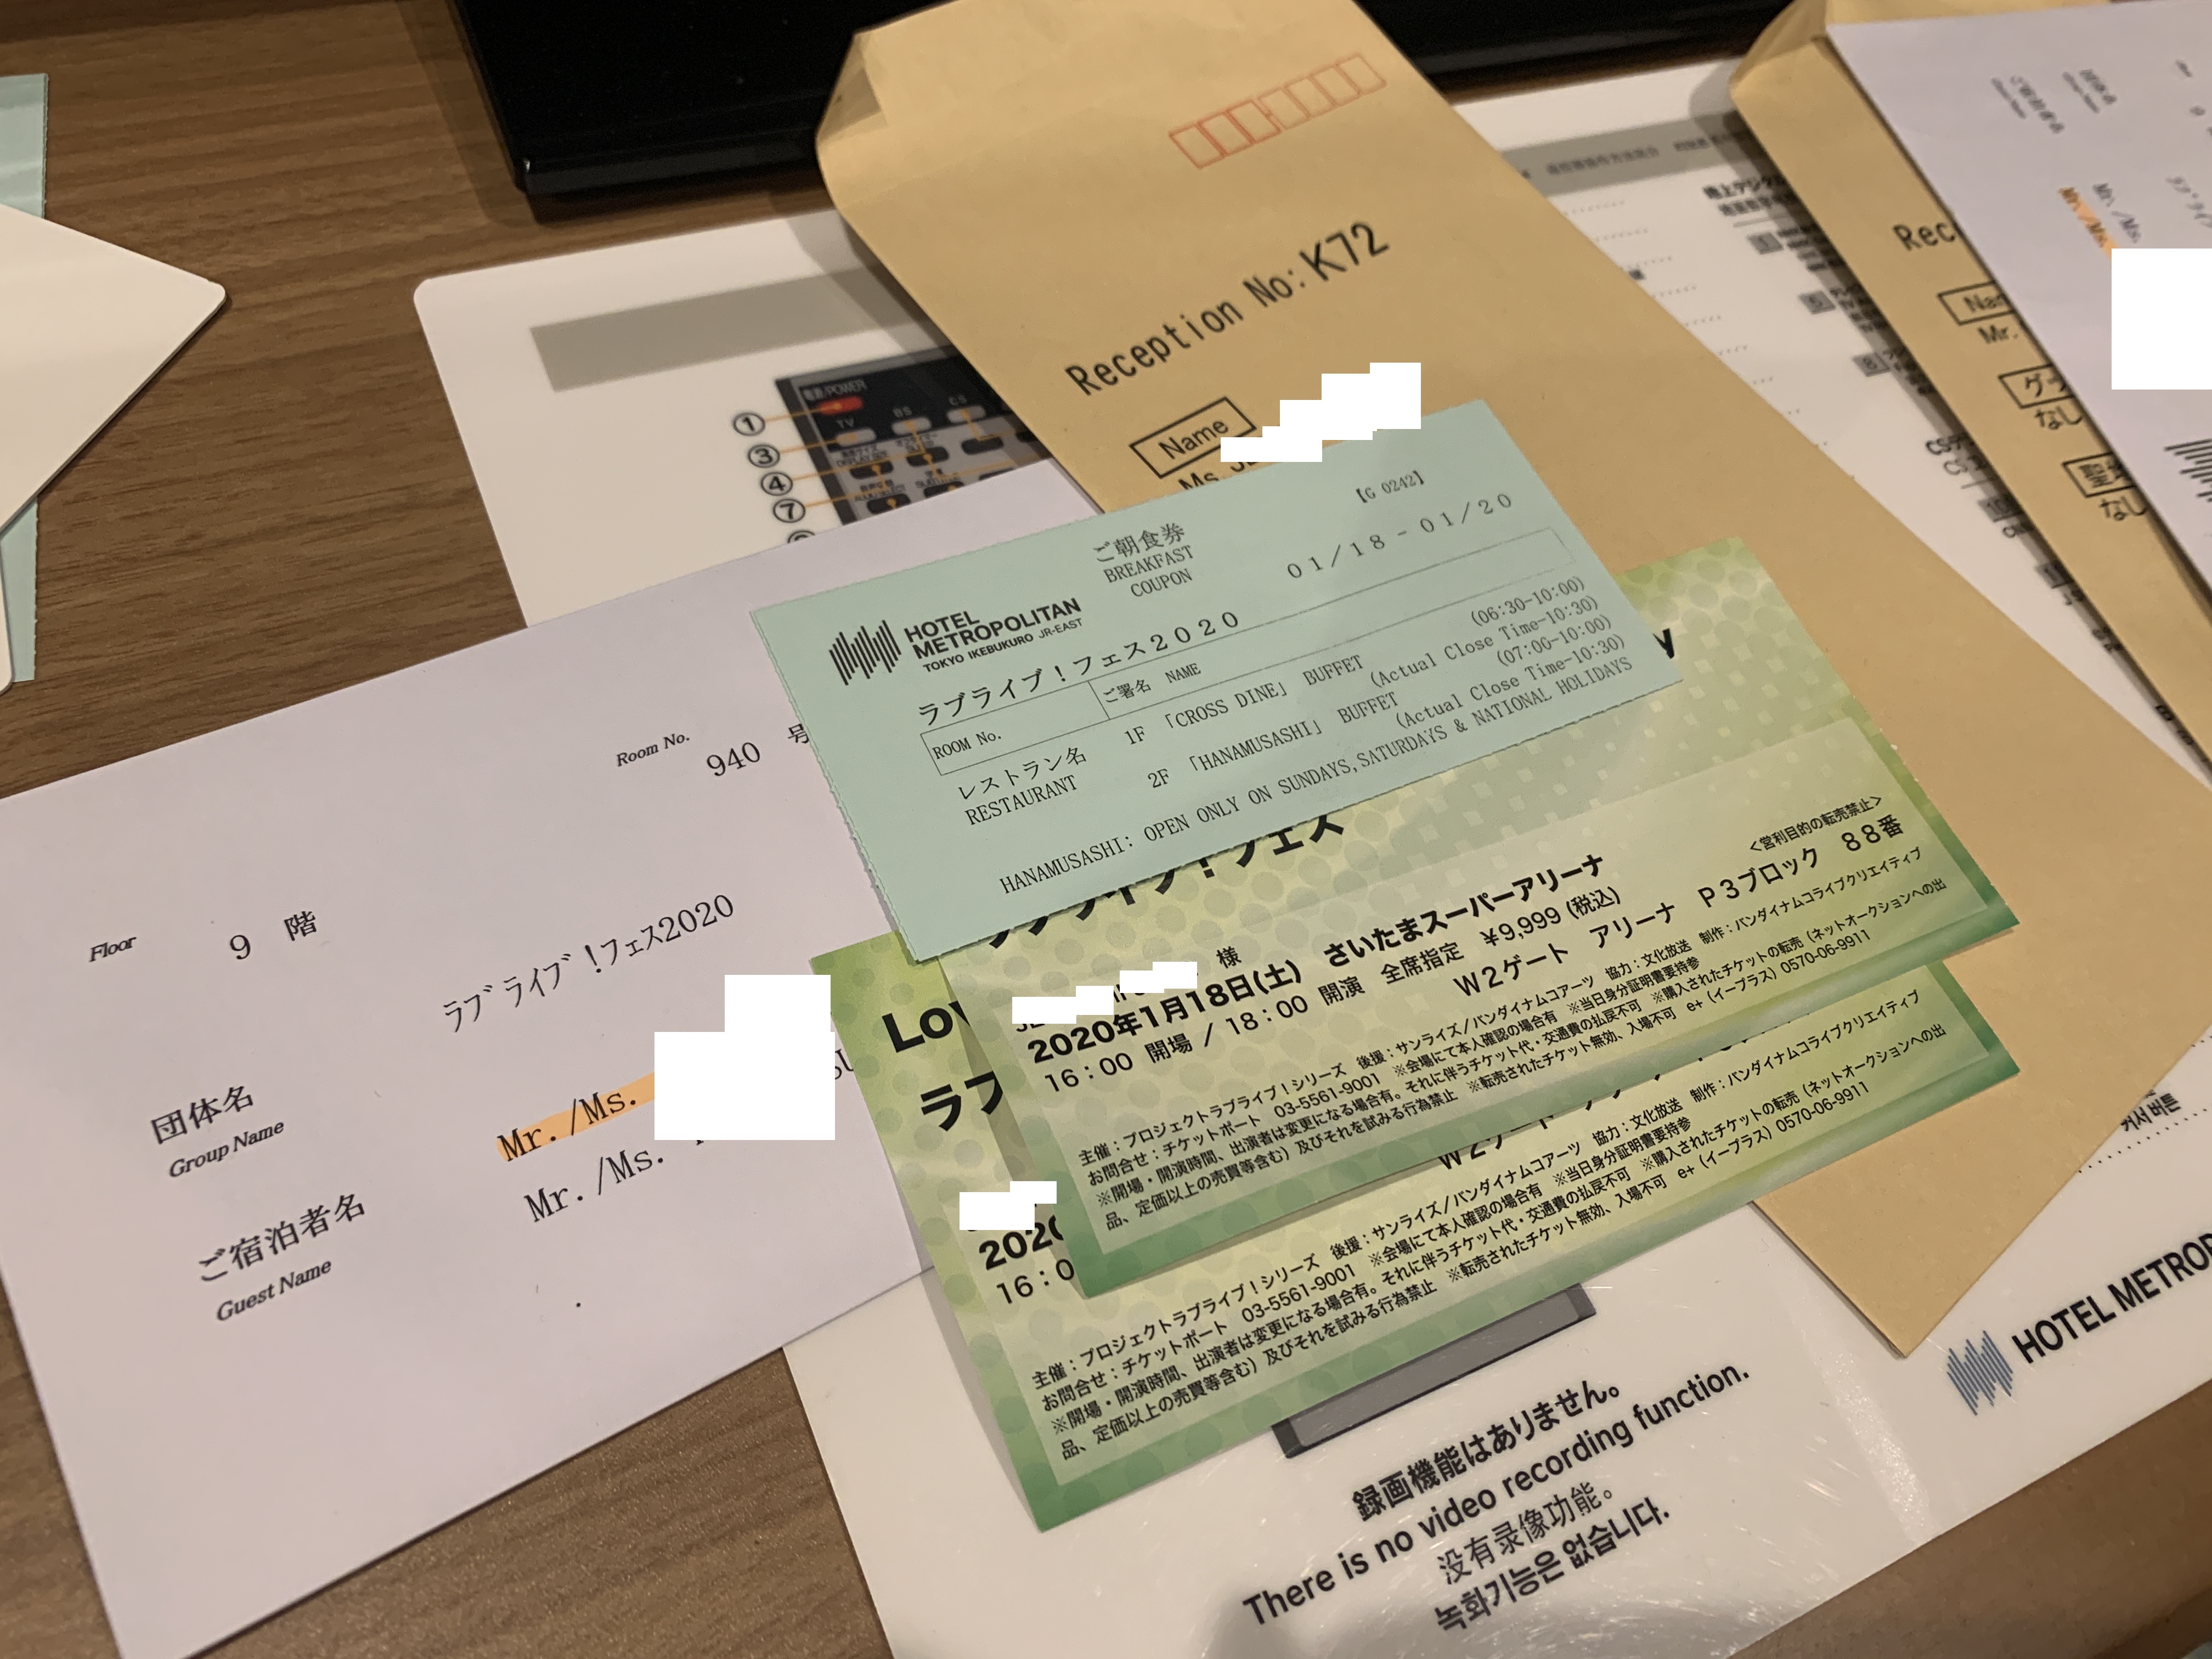 Reception No: K72
Name
Ms.
【G 0242】
ご朝食券
BREAKFAST
COUPON
01/18-01/20
HOTEL
METROPOLITAN
TOKYO IKEBUKURO JR-EAST
ラブライブ！フェス2020
ROOM No.
ご署名 NAME
レストラン名
RESTAURANT
1F 「CROSS DINE」 BUFFET (06:30-10:00)
(Actual Close Time-10:30)
2F 「HANAMUSASHI」 BUFFET (07:00-10:00)
(Actual Close Time-10:30)
HANAMUSASHI: OPEN ONLY ON SUNDAYS, SATURDAYS & NATIONAL HOLIDAYS
Room No.
940 号
Floor
9 階
ラブライブ！フェス2020
団体名
Group Name
ご宿泊者名
Guest Name
Mr./Ms.
Mr./Ms.
様
2020年1月18日(土) さいたまスーパーアリーナ
16：00 開場 / 18：00 開演 全席指定 ¥9,999 (税込)
<営利目的の転売禁止>
W2ゲート アリーナ P3ブロック 88番
主催：プロジェクトラブライブ！シリーズ 後援：サンライズ/バンダイナムコアーツ 協力：文化放送 制作：バンダイナムコライブクリエイティブ
お問合せ：チケットポート 03-5561-9001 ※会場にて本人確認の場合有 ※当日身分証明書要持参
※開場・開演時間、出演者は変更になる場合有。それに伴うチケット代・交通費の払戻不可 ※購入されたチケットの転売（ネットオークションへの出
品、定価以上の売買等含む）及びそれを試みる行為禁止 ※転売されたチケット無効、入場不可 e+（イープラス）0570-06-9911
Lov
ラブ
2020
16：0
主催：プロジェクトラブライブ！シリーズ 後援：サンライズ/バンダイナムコアーツ 協力：文化放送 制作：バンダイナムコライブクリエイティブ
お問合せ：チケットポート 03-5561-9001 ※会場にて本人確認の場合有 ※当日身分証明書要持参
※開場・開演時間、出演者は変更になる場合有。それに伴うチケット代・交通費の払戻不可 ※購入されたチケットの転売（ネットオークションへの出
品、定価以上の売買等含む）及びそれを試みる行為禁止 ※転売されたチケット無効、入場不可 e+（イープラス）0570-06-9911
録画機能はありません。
There is no video recording function.
没有录像功能。
녹화기능은 없습니다.
HOTEL METROP
Rec
Mr.
なし
なし
①
③
④
⑦
電源/POWER
TV
BS
CS